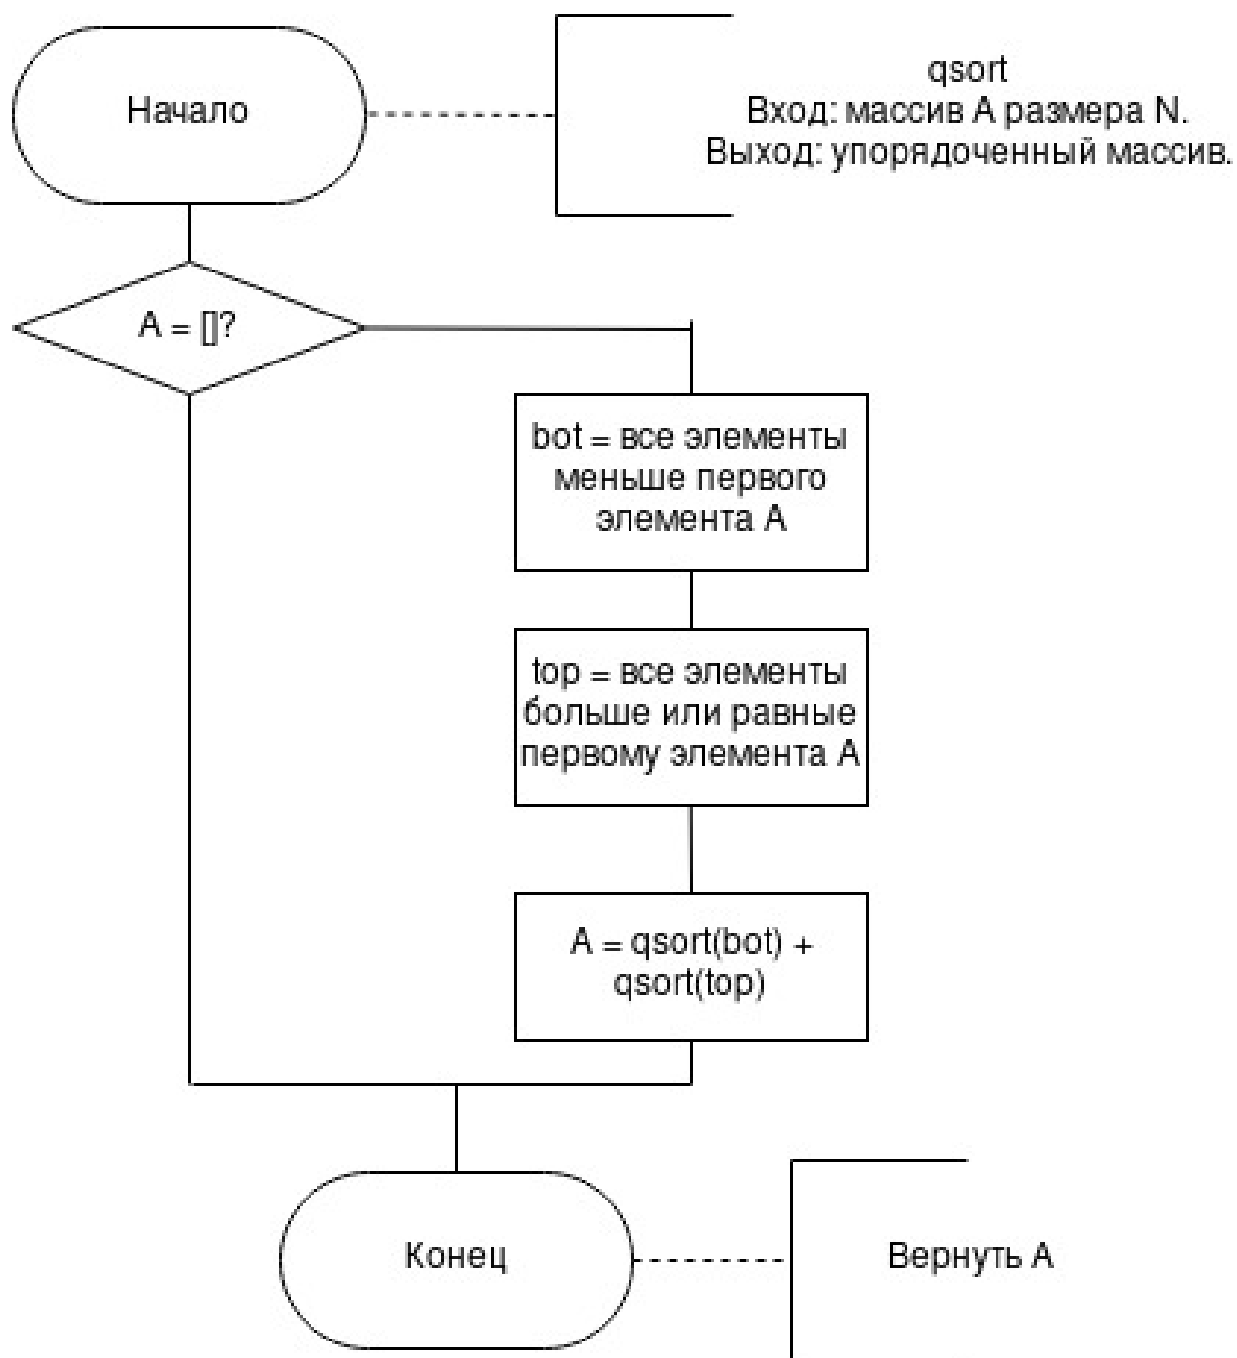 Начало
qsort
Вход: массив A размера N.
Выход: упорядоченный массив.
A = []?
bot = все элементы
меньше первого
элемента A
top = все элементы
больше или равные
первому элемента A
A = qsort(bot) +
qsort(top)
Конец
Вернуть A